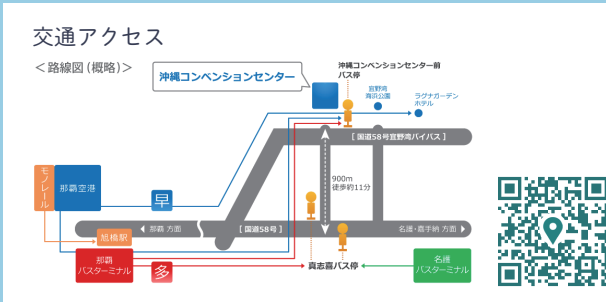 交通アクセス
＜路線図(概略)＞
沖縄コンベンションセンター
沖縄コンベンションセンター前
バス停
宜野湾
海浜公園
ラグナガーデン
ホテル
[ 国道58号宜野湾バイパス ]
モノレール
那覇空港
早
900m
徒歩約11分
旭橋駅
那覇 方面
[ 国道58号 ]
名護・嘉手納 方面
那覇
バスターミナル
多
真志喜バス停
名護
バスターミナル